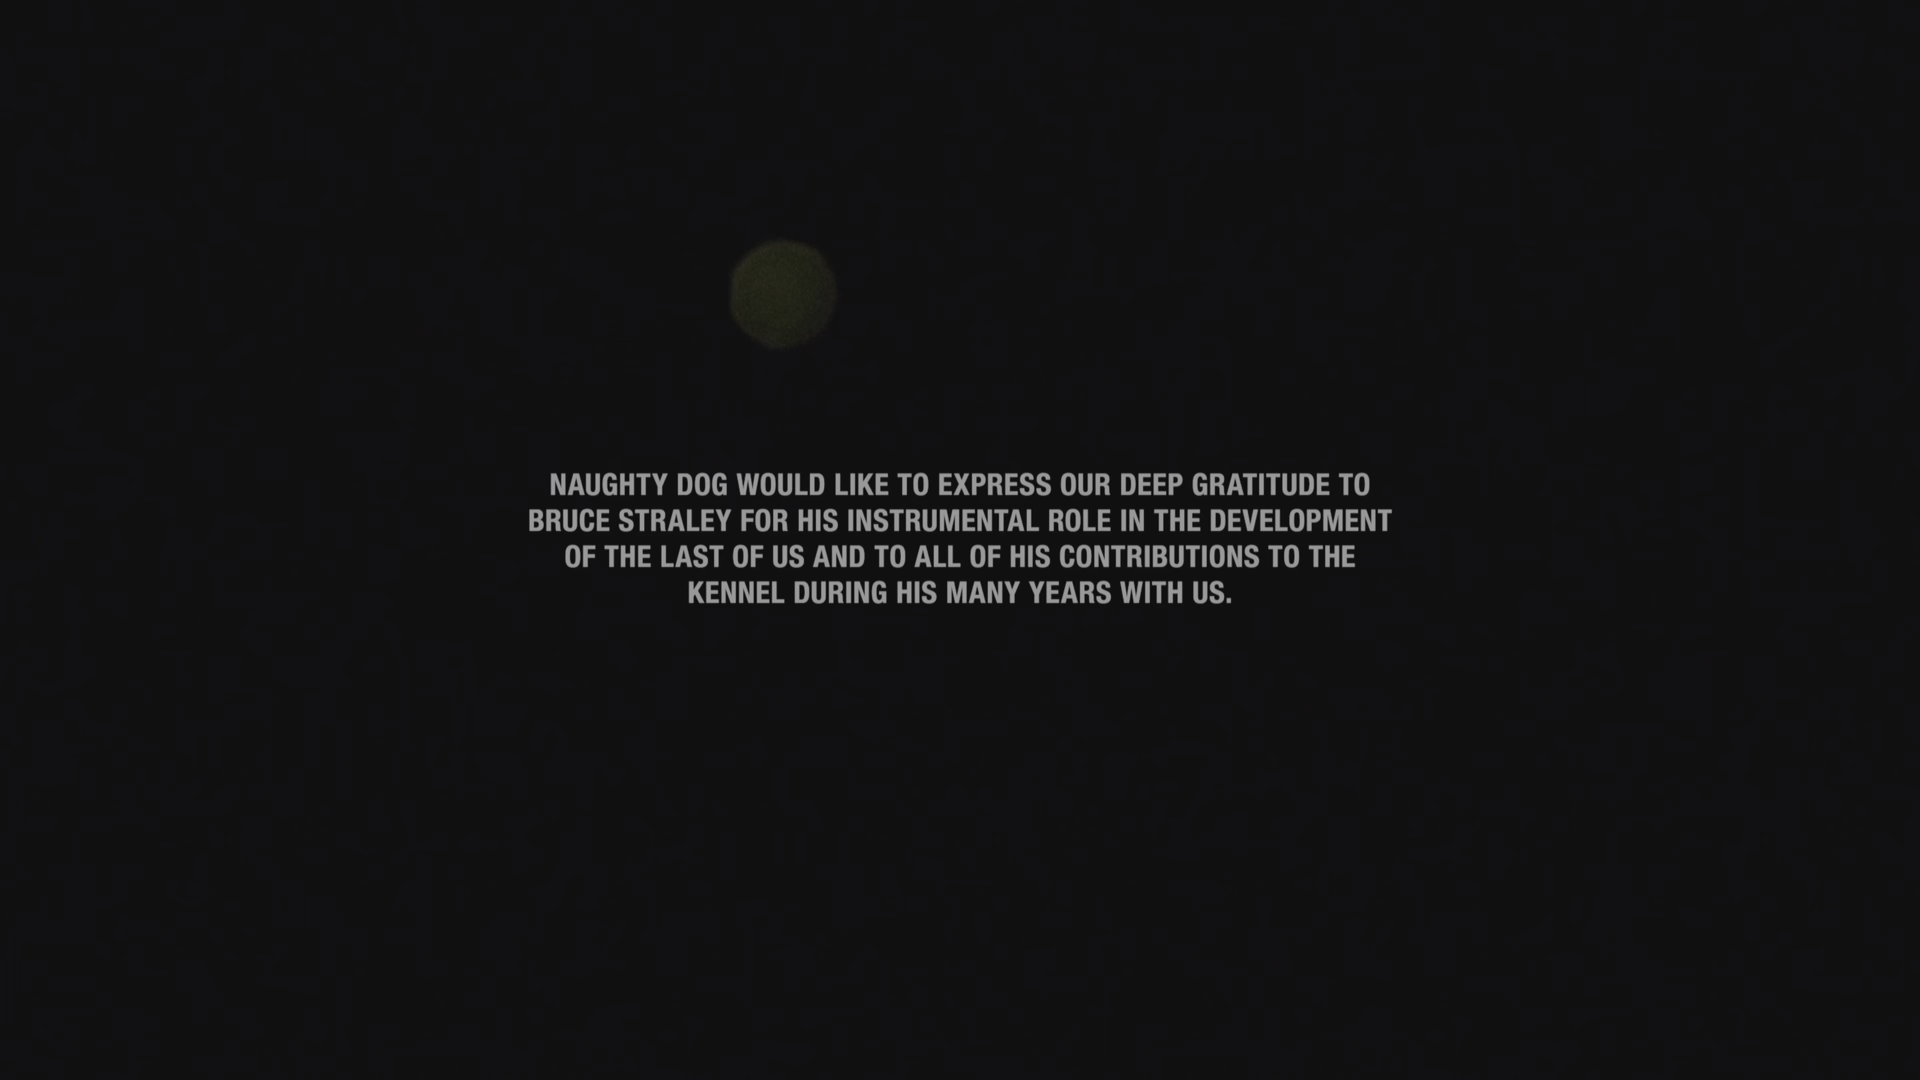 NAUGHTY DOG WOULD LIKE TO EXPRESS OUR DEEP GRATITUDE TO
BRUCE STRALEY FOR HIS INSTRUMENTAL ROLE IN THE DEVELOPMENT
OF THE LAST OF US AND TO ALL OF HIS CONTRIBUTIONS TO THE
KENNEL DURING HIS MANY YEARS WITH US.